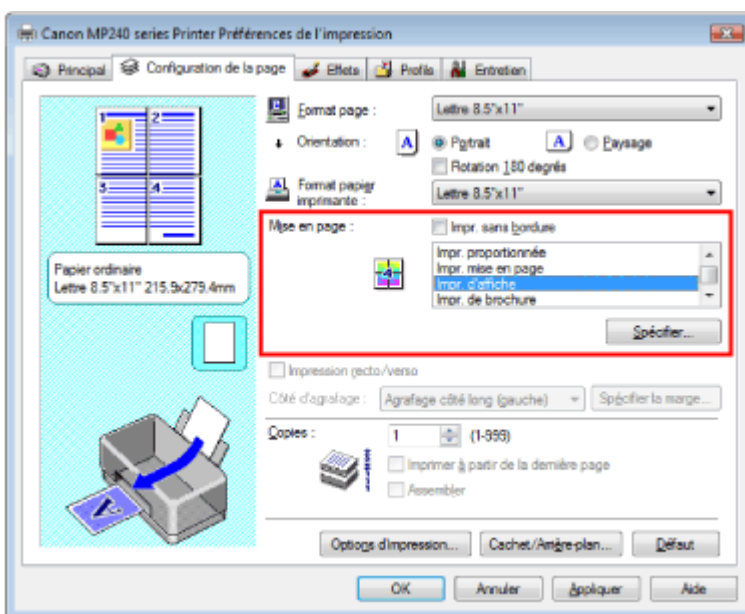 Canon MP240 series Printer Préférences de l'impression
Principal Configuration de la page Effets Profils Entretien
1 2
3 4
Papier ordinaire
Lettre 8.5"x11" 215.9x279.4mm
Format page : Lettre 8.5"x11"
Orientation : A Portrait A Paysage
Rotation 180 degrés
Format papier
imprimante : Lettre 8.5"x11"
Mise en page : Impr. sans bordure
Impr. proportionnée
Impr. mise en page
Impr. d'affiche
Impr. de brochure
Spécifier...
Impression recto/verso
Côté d'agrafage : Agrafage côté long (gauche) Spécifier la marge...
Copies : 1 (1-999)
Imprimer à partir de la dernière page
Assembler
Options d'impression... Cachet/Arrière-plan... Défaut
OK Annuler Appliquer Aide